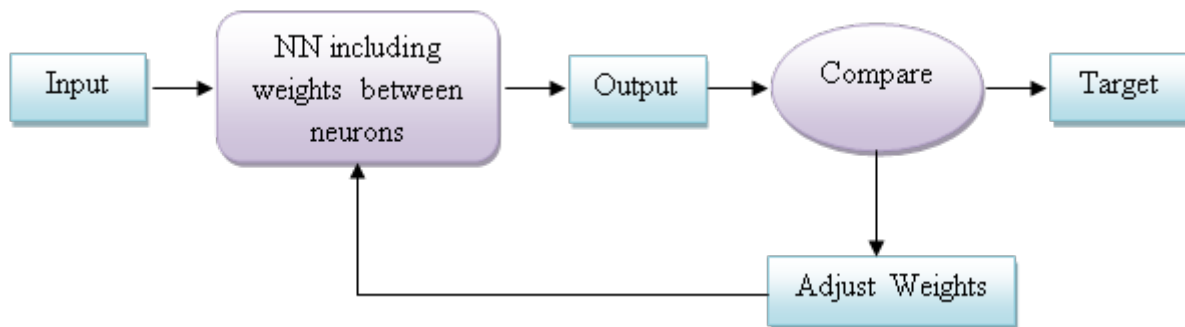 Input
NN including
weights between
neurons
Output
Compare
Target
Adjust Weights